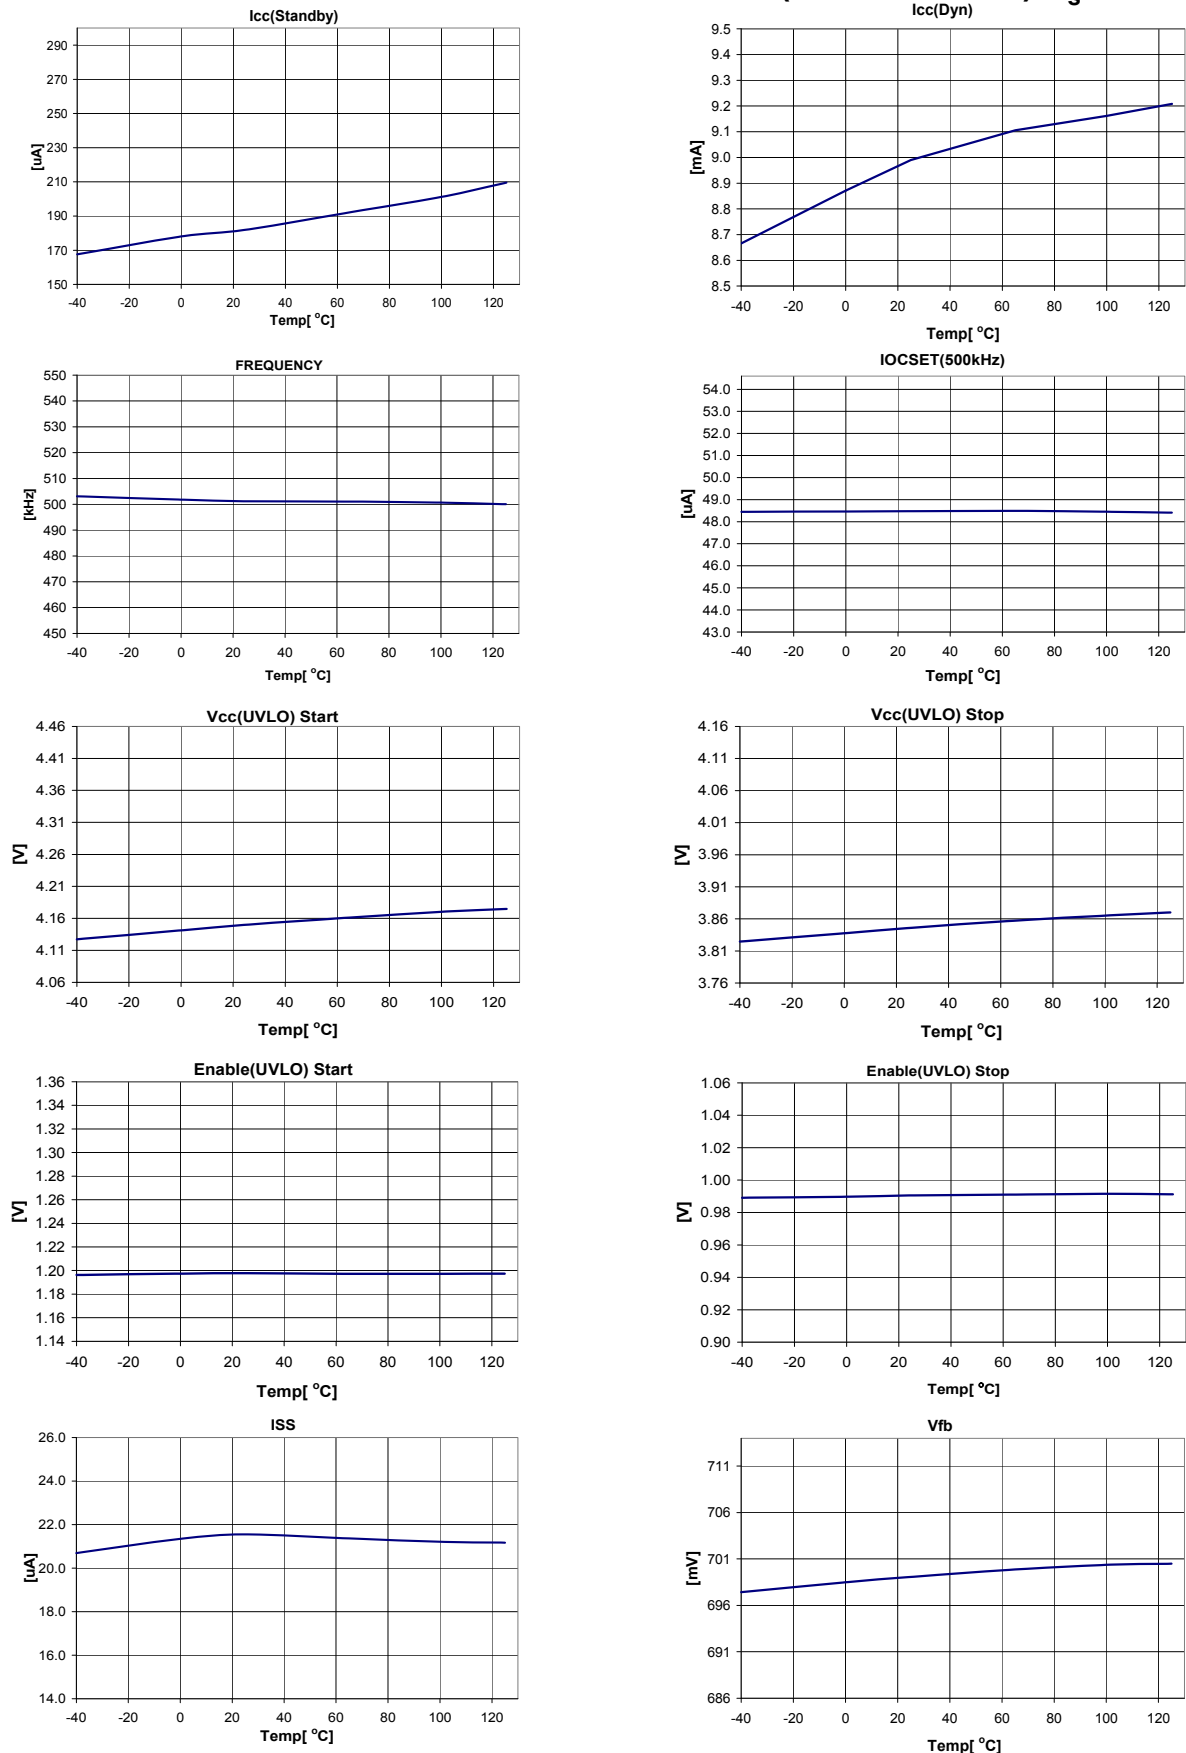 Icc(Standby)
290
270
250
230
210
190
170
150
[uA]
-40 -20 0 20 40 60 80 100 120
Temp[ °C]
Icc(Dyn)
9.5
9.4
9.3
9.2
9.1
9.0
8.9
8.8
8.7
8.6
8.5
[mA]
-40 -20 0 20 40 60 80 100 120
Temp[ °C]
FREQUENCY
550
540
530
520
510
500
490
480
470
460
450
[kHz]
-40 -20 0 20 40 60 80 100 120
Temp[ °C]
IOCSET(500kHz)
54.0
53.0
52.0
51.0
50.0
49.0
48.0
47.0
46.0
45.0
44.0
43.0
[uA]
-40 -20 0 20 40 60 80 100 120
Temp[ °C]
Vcc(UVLO) Start
4.46
4.41
4.36
4.31
4.26
4.21
4.16
4.11
4.06
[V]
-40 -20 0 20 40 60 80 100 120
Temp[ °C]
Vcc(UVLO) Stop
4.16
4.11
4.06
4.01
3.96
3.91
3.86
3.81
3.76
[V]
-40 -20 0 20 40 60 80 100 120
Temp[ °C]
Enable(UVLO) Start
1.36
1.34
1.32
1.30
1.28
1.26
1.24
1.22
1.20
1.18
1.16
1.14
[V]
-40 -20 0 20 40 60 80 100 120
Temp[ °C]
Enable(UVLO) Stop
1.06
1.04
1.02
1.00
0.98
0.96
0.94
0.92
0.90
[V]
-40 -20 0 20 40 60 80 100 120
Temp[ °C]
ISS
26.0
24.0
22.0
20.0
18.0
16.0
14.0
[uA]
-40 -20 0 20 40 60 80 100 120
Temp[ °C]
Vfb
711
706
701
696
691
686
[mV]
-40 -20 0 20 40 60 80 100 120
Temp[ °C]